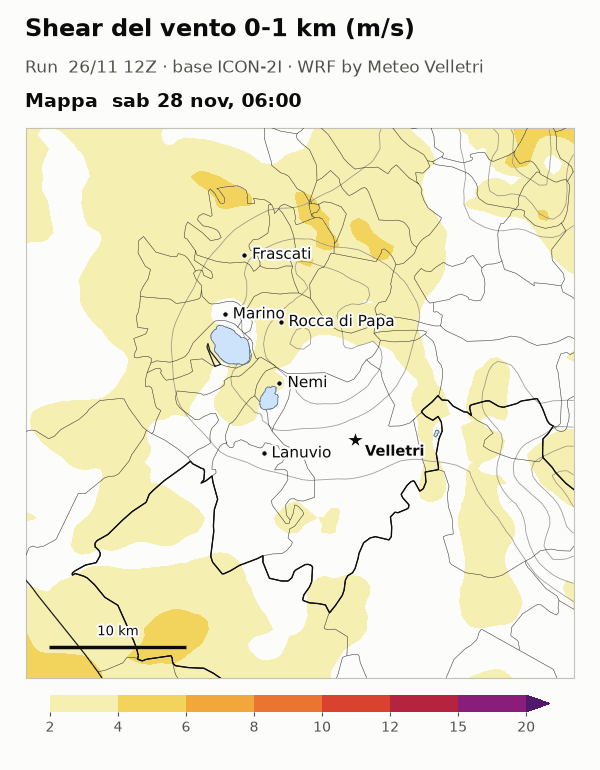 Shear del vento 0-1 km (m/s)
Run  26/11 12Z · base ICON-2I · WRF by Meteo Velletri
Mappa  sab 28 nov, 06:00
Frascati
Marino
Rocca di Papa
Nemi
Velletri
Lanuvio
10 km
2 4 6 8 10 12 15 20